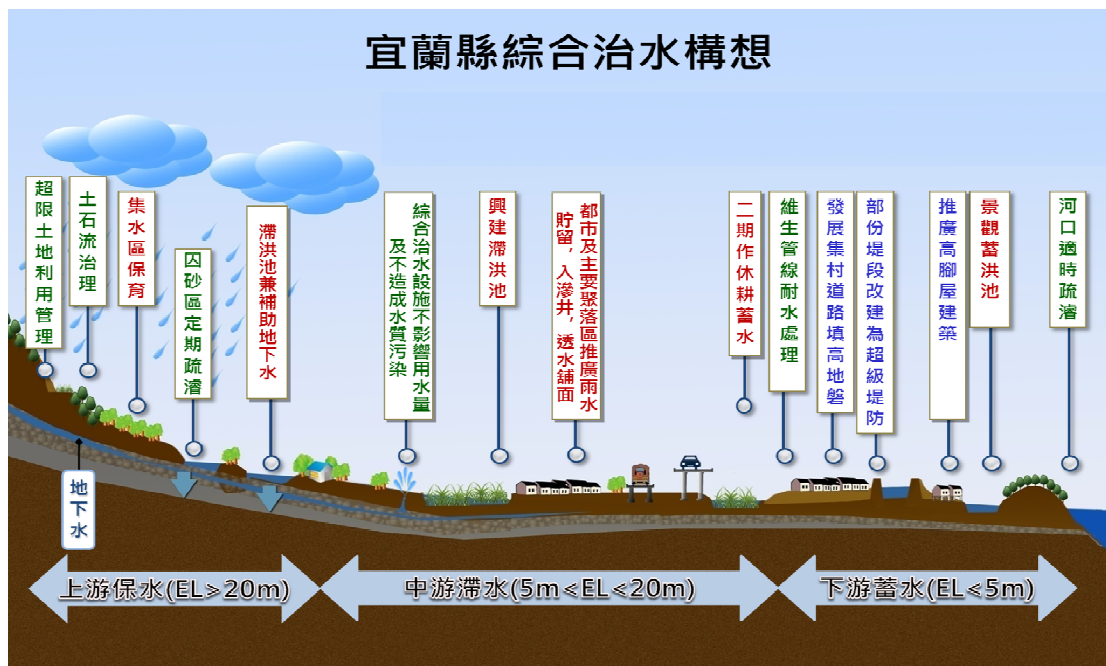 宜蘭縣綜合治水構想
超限土地利用管理
土石流治理
集水區保育
囚砂區定期疏濬
滯洪池兼補助地下水
綜合治水設施不影響用水量
及不造成水質污染
興建滯洪池
都市及主要聚落區推廣雨水
貯留，入滲井，透水舖面
二期作休耕蓄水
維生管線耐水處理
發展集村道路填高地磐
部份堤段改建為超級堤防
推廣高腳屋建築
景觀蓄洪池
河口適時疏濬
地下水
上游保水(EL>20m)
中游滯水(5m<EL<20m)
下游蓄水(EL<5m)